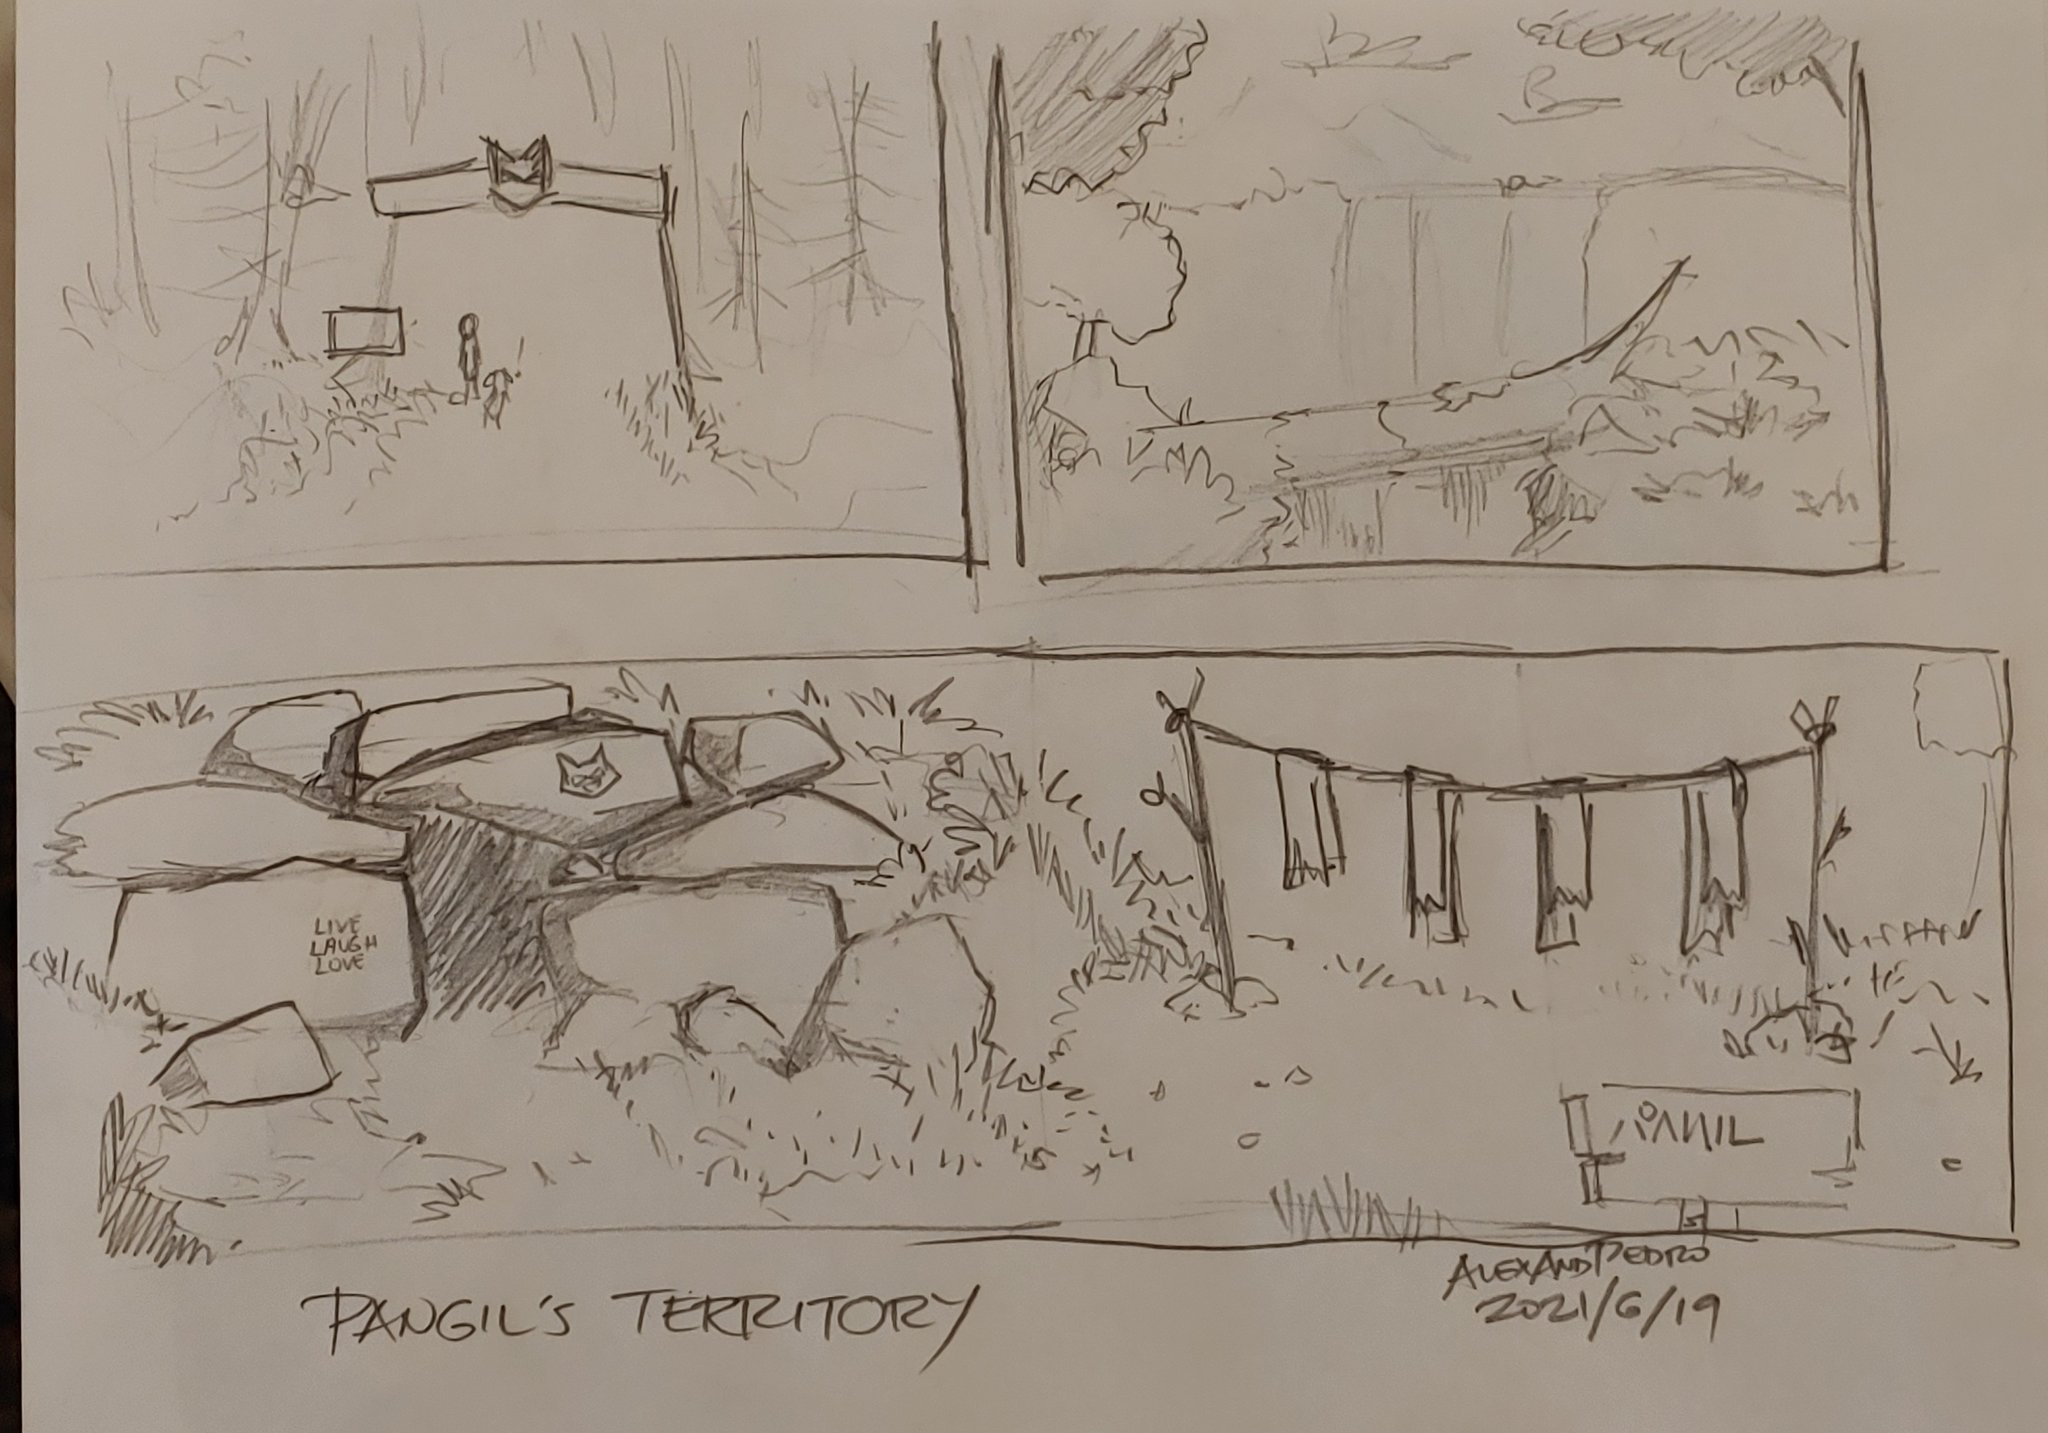 LIVE
LAUGH
LOVE
PANGIL'S TERRITORY
ALEXANDPEDRO
2021/6/19